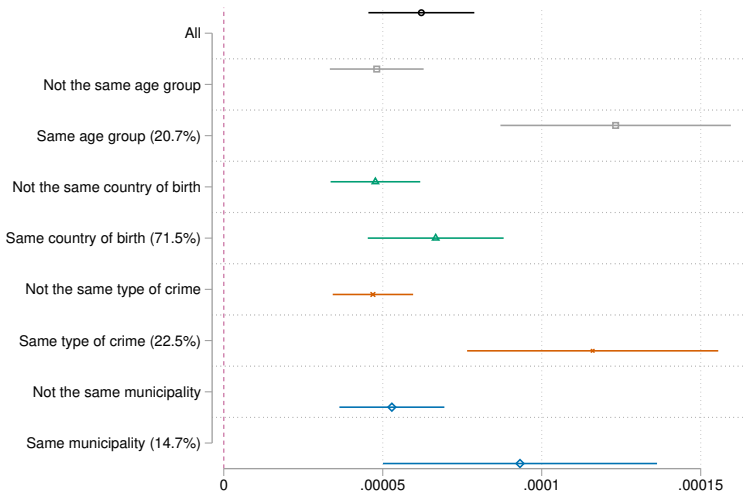 All
Not the same age group
Same age group (20.7%)
Not the same country of birth
Same country of birth (71.5%)
Not the same type of crime
Same type of crime (22.5%)
Not the same municipality
Same municipality (14.7%)
0 .00005 .0001 .00015